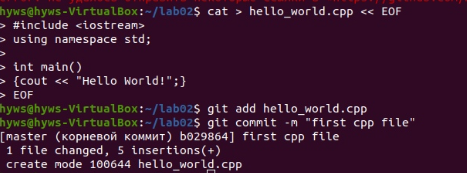 hyws@hyws-VirtualBox:~/lab02$ cat > hello_world.cpp << EOF
> #include <iostream>
> using namespace std;
>
> int main()
> {cout << "Hello World!";}
> EOF
hyws@hyws-VirtualBox:~/lab02$ git add hello_world.cpp
hyws@hyws-VirtualBox:~/lab02$ git commit -m "first cpp file"
[master (корневой коммит) b029864] first cpp file
1 file changed, 5 insertions(+)
create mode 100644 hello_world.cpp